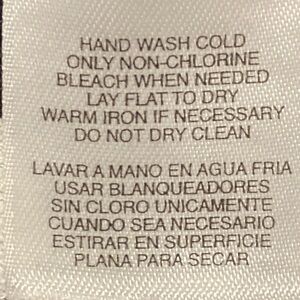 HAND WASH COLD
ONLY NON-CHLORINE
BLEACH WHEN NEEDED
LAY FLAT TO DRY
WARM IRON IF NECESSARY
DO NOT DRY CLEAN
LAVAR A MANO EN AGUA FRIA
USAR BLANQUEADORES
SIN CLORO UNICAMENTE
CUANDO SEA NECESARIO
ESTIRAR EN SUPERFICIE
PLANA PARA SECAR